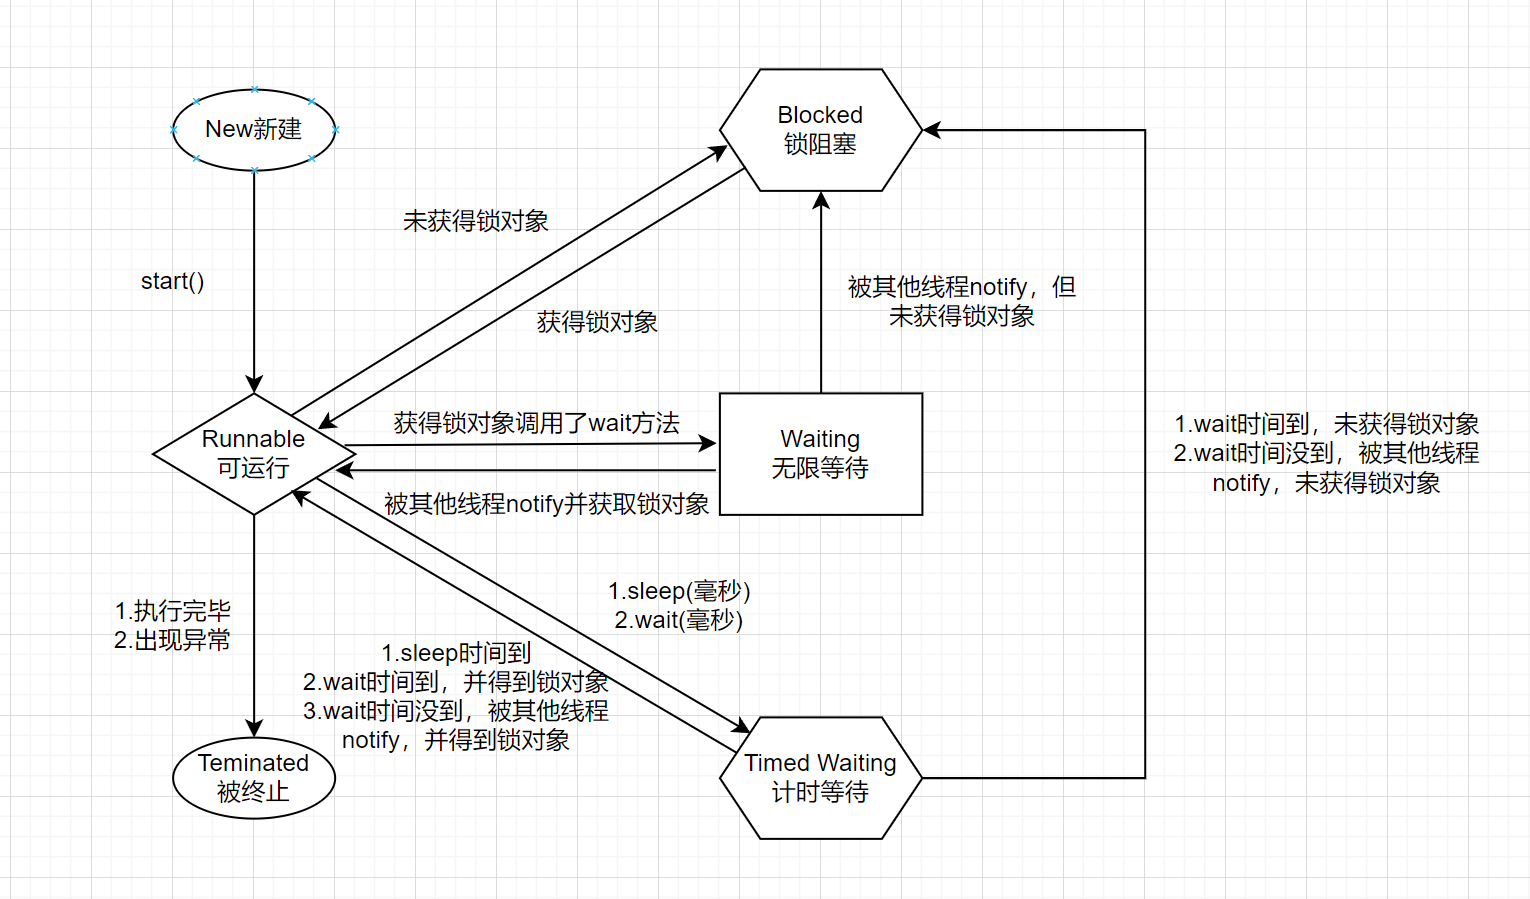 New新建
Blocked
锁阻塞
未获得锁对象
start()
获得锁对象
被其他线程notify，但
未获得锁对象
Runnable
可运行
获得锁对象调用了wait方法
被其他线程notify并获取锁对象
Waiting
无限等待
1.wait时间到，未获得锁对象
2.wait时间没到，被其他线程
notify，未获得锁对象
1.执行完毕
2.出现异常
1.sleep(毫秒)
2.wait(毫秒)
1.sleep时间到
2.wait时间到，并得到锁对象
3.wait时间没到，被其他线程
notify，并得到锁对象
Teminated
被终止
Timed Waiting
计时等待